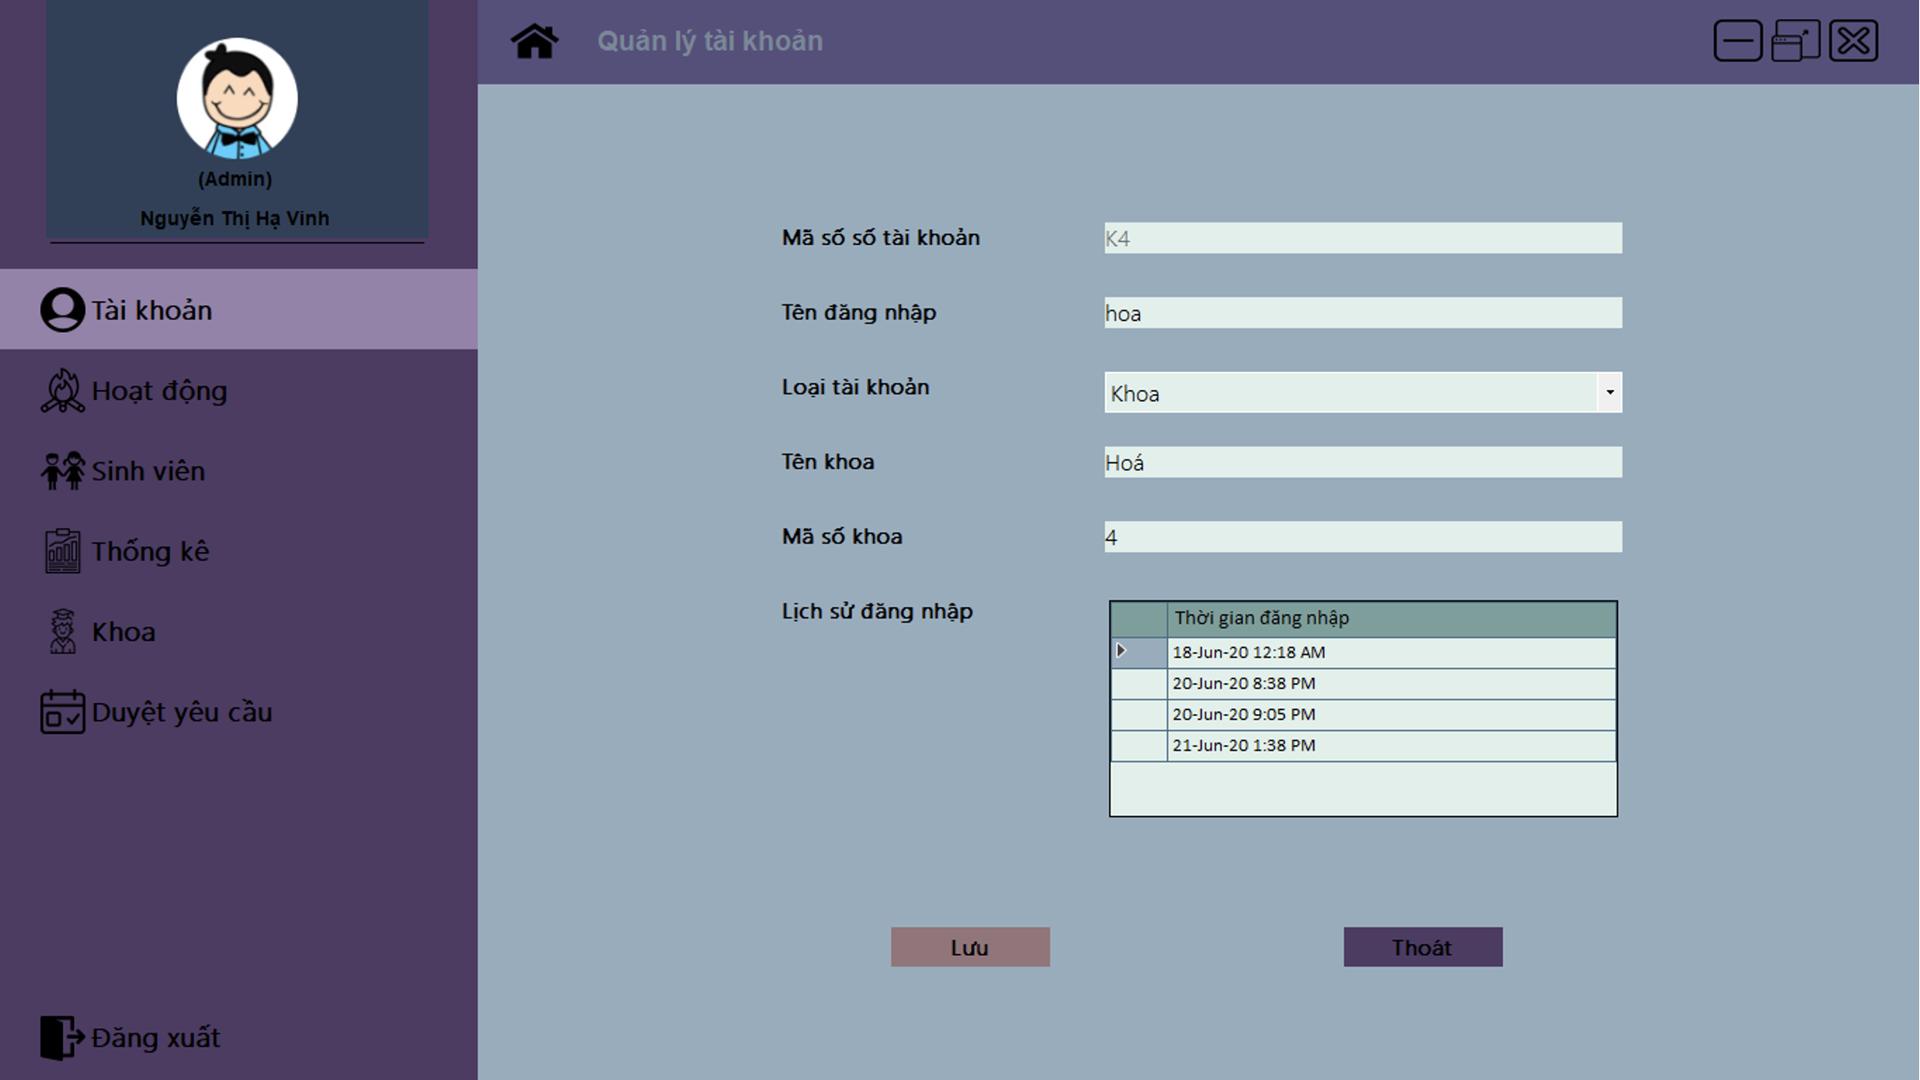 (Admin)
Nguyễn Thị Hạ Vinh
Tài khoản
Hoạt động
Sinh viên
Thống kê
Khoa
Duyệt yêu cầu
Đăng xuất
Quản lý tài khoản
Mã số số tài khoản
K4
Tên đăng nhập
hoa
Loại tài khoản
Khoa
Tên khoa
Hoá
Mã số khoa
4
Lịch sử đăng nhập
Thời gian đăng nhập
18-Jun-20 12:18 AM
20-Jun-20 8:38 PM
20-Jun-20 9:05 PM
21-Jun-20 1:38 PM
Lưu
Thoát